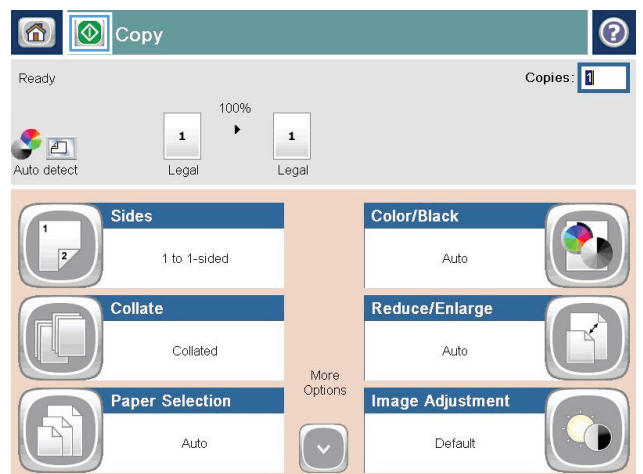 Copy
Ready
Copies: 1
100%
1
1
Auto detect
Legal
Legal
Sides
1
2
1 to 1-sided
Color/Black
Auto
Collate
Collated
Reduce/Enlarge
Auto
More
Options
Paper Selection
Auto
Image Adjustment
Default